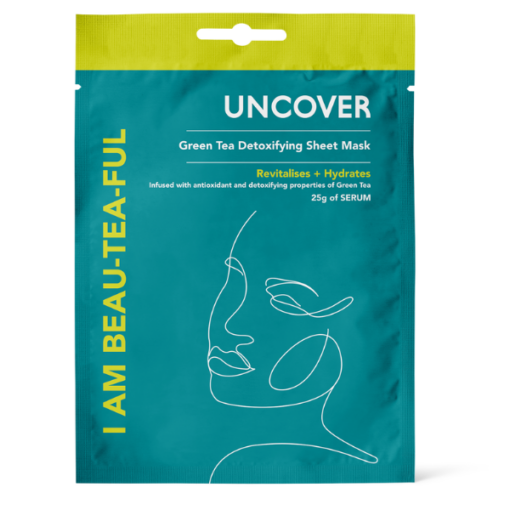 UNCOVER
Green Tea Detoxifying Sheet Mask
Revitalises + Hydrates
Infused with antioxidant and detoxifying properties of Green Tea
25g of SERUM
I AM BEAU-TEA-FUL